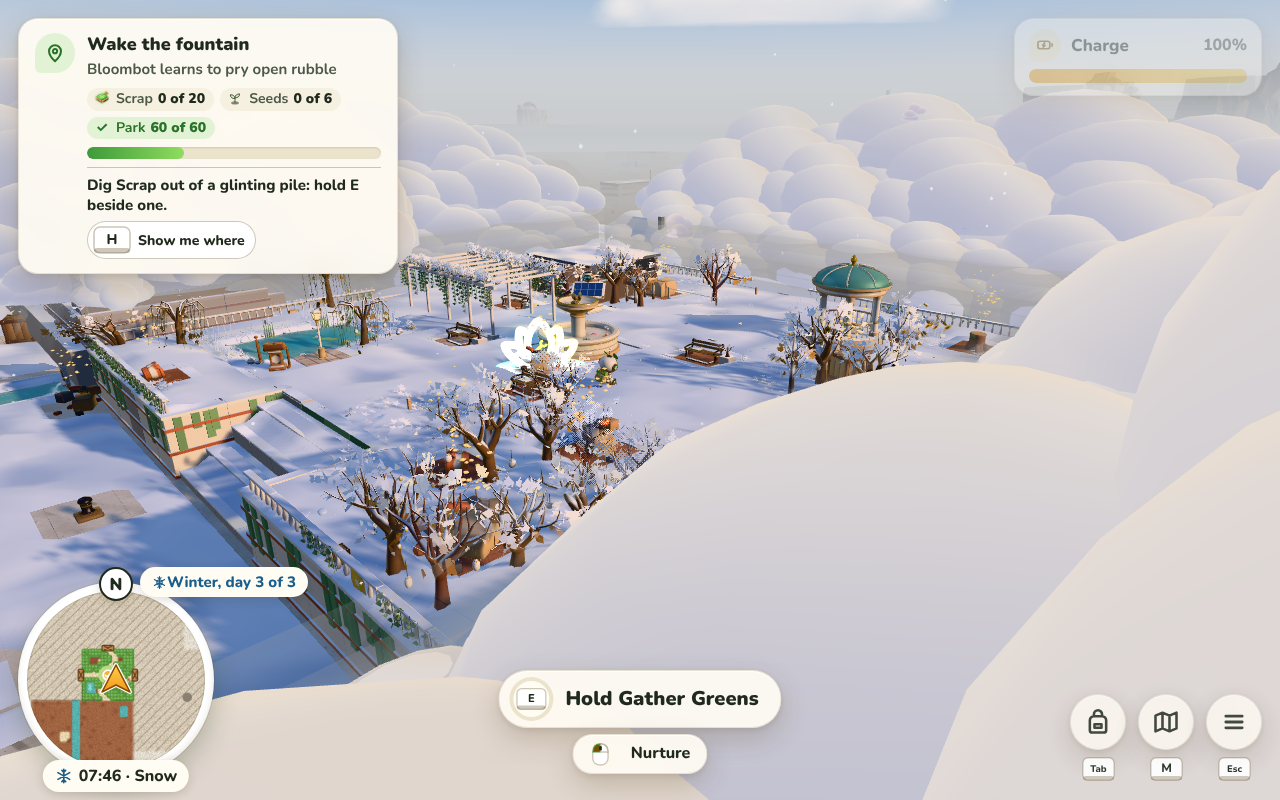 Wake the fountain
Bloombot learns to pry open rubble
Scrap 0 of 20 Seeds 0 of 6
Park 60 of 60
Dig Scrap out of a glinting pile: hold E
beside one.
H Show me where
Charge 100%
N
Winter, day 3 of 3
07:46 · Snow
E Hold Gather Greens
Nurture
Tab M Esc